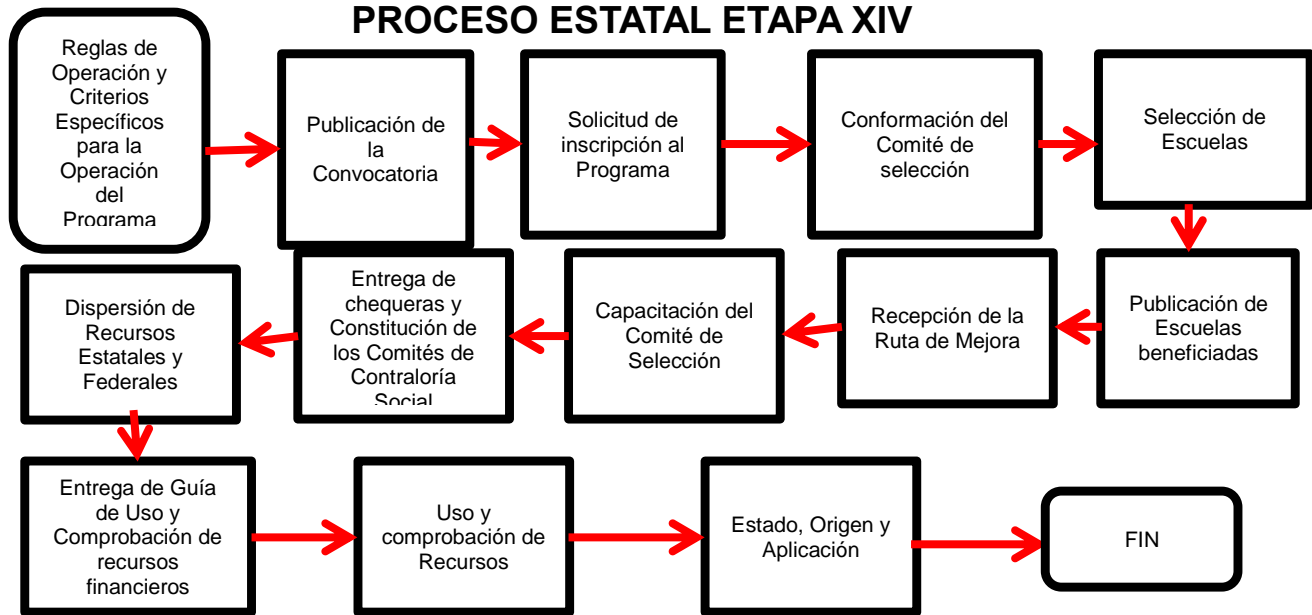 PROCESO ESTATAL ETAPA XIV
Reglas de
Operación y
Criterios
Específicos
para la
Operación
del
Programa
Publicación de
la
Convocatoria
Solicitud de
inscripción al
Programa
Conformación del
Comité de
selección
Selección de
Escuelas
Publicación de
Escuelas
beneficiadas
Recepción de la
Ruta de Mejora
Capacitación del
Comité de
Selección
Entrega de
chequeras y
Constitución de
los Comités de
Contraloría
Social
Dispersión de
Recursos
Estatales y
Federales
Entrega de Guía
de Uso y
Comprobación de
recursos
financieros
Uso y
comprobación de
Recursos
Estado, Origen y
Aplicación
FIN